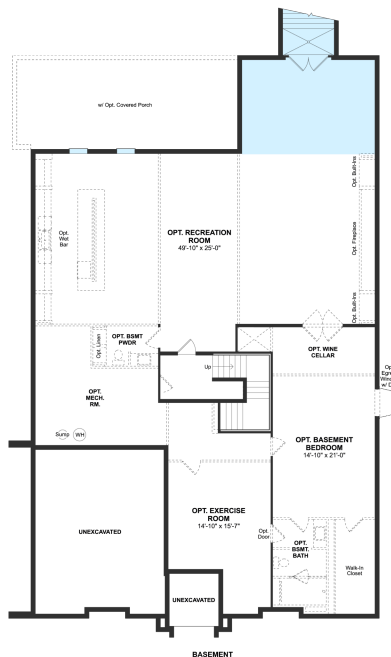 w/ Opt. Covered Porch
Opt. Built-Ins
OPT. RECREATION
ROOM
49'-10" x 25'-0"
Opt.
Wet
Bar
Opt. Fireplace
Opt. Built-Ins
Opt. Linen
OPT. BSMT
PWDR
OPT. WINE
CELLAR
Up
OPT.
MECH.
RM.
Sump
WH
OPT. BASEMENT
BEDROOM
14'-10" x 21'-0"
OPT. EXERCISE
ROOM
14'-10" x 15'-7"
Opt.
Door
UNEXCAVATED
OPT.
BSMT.
BATH
Walk-In
Closet
UNEXCAVATED
BASEMENT